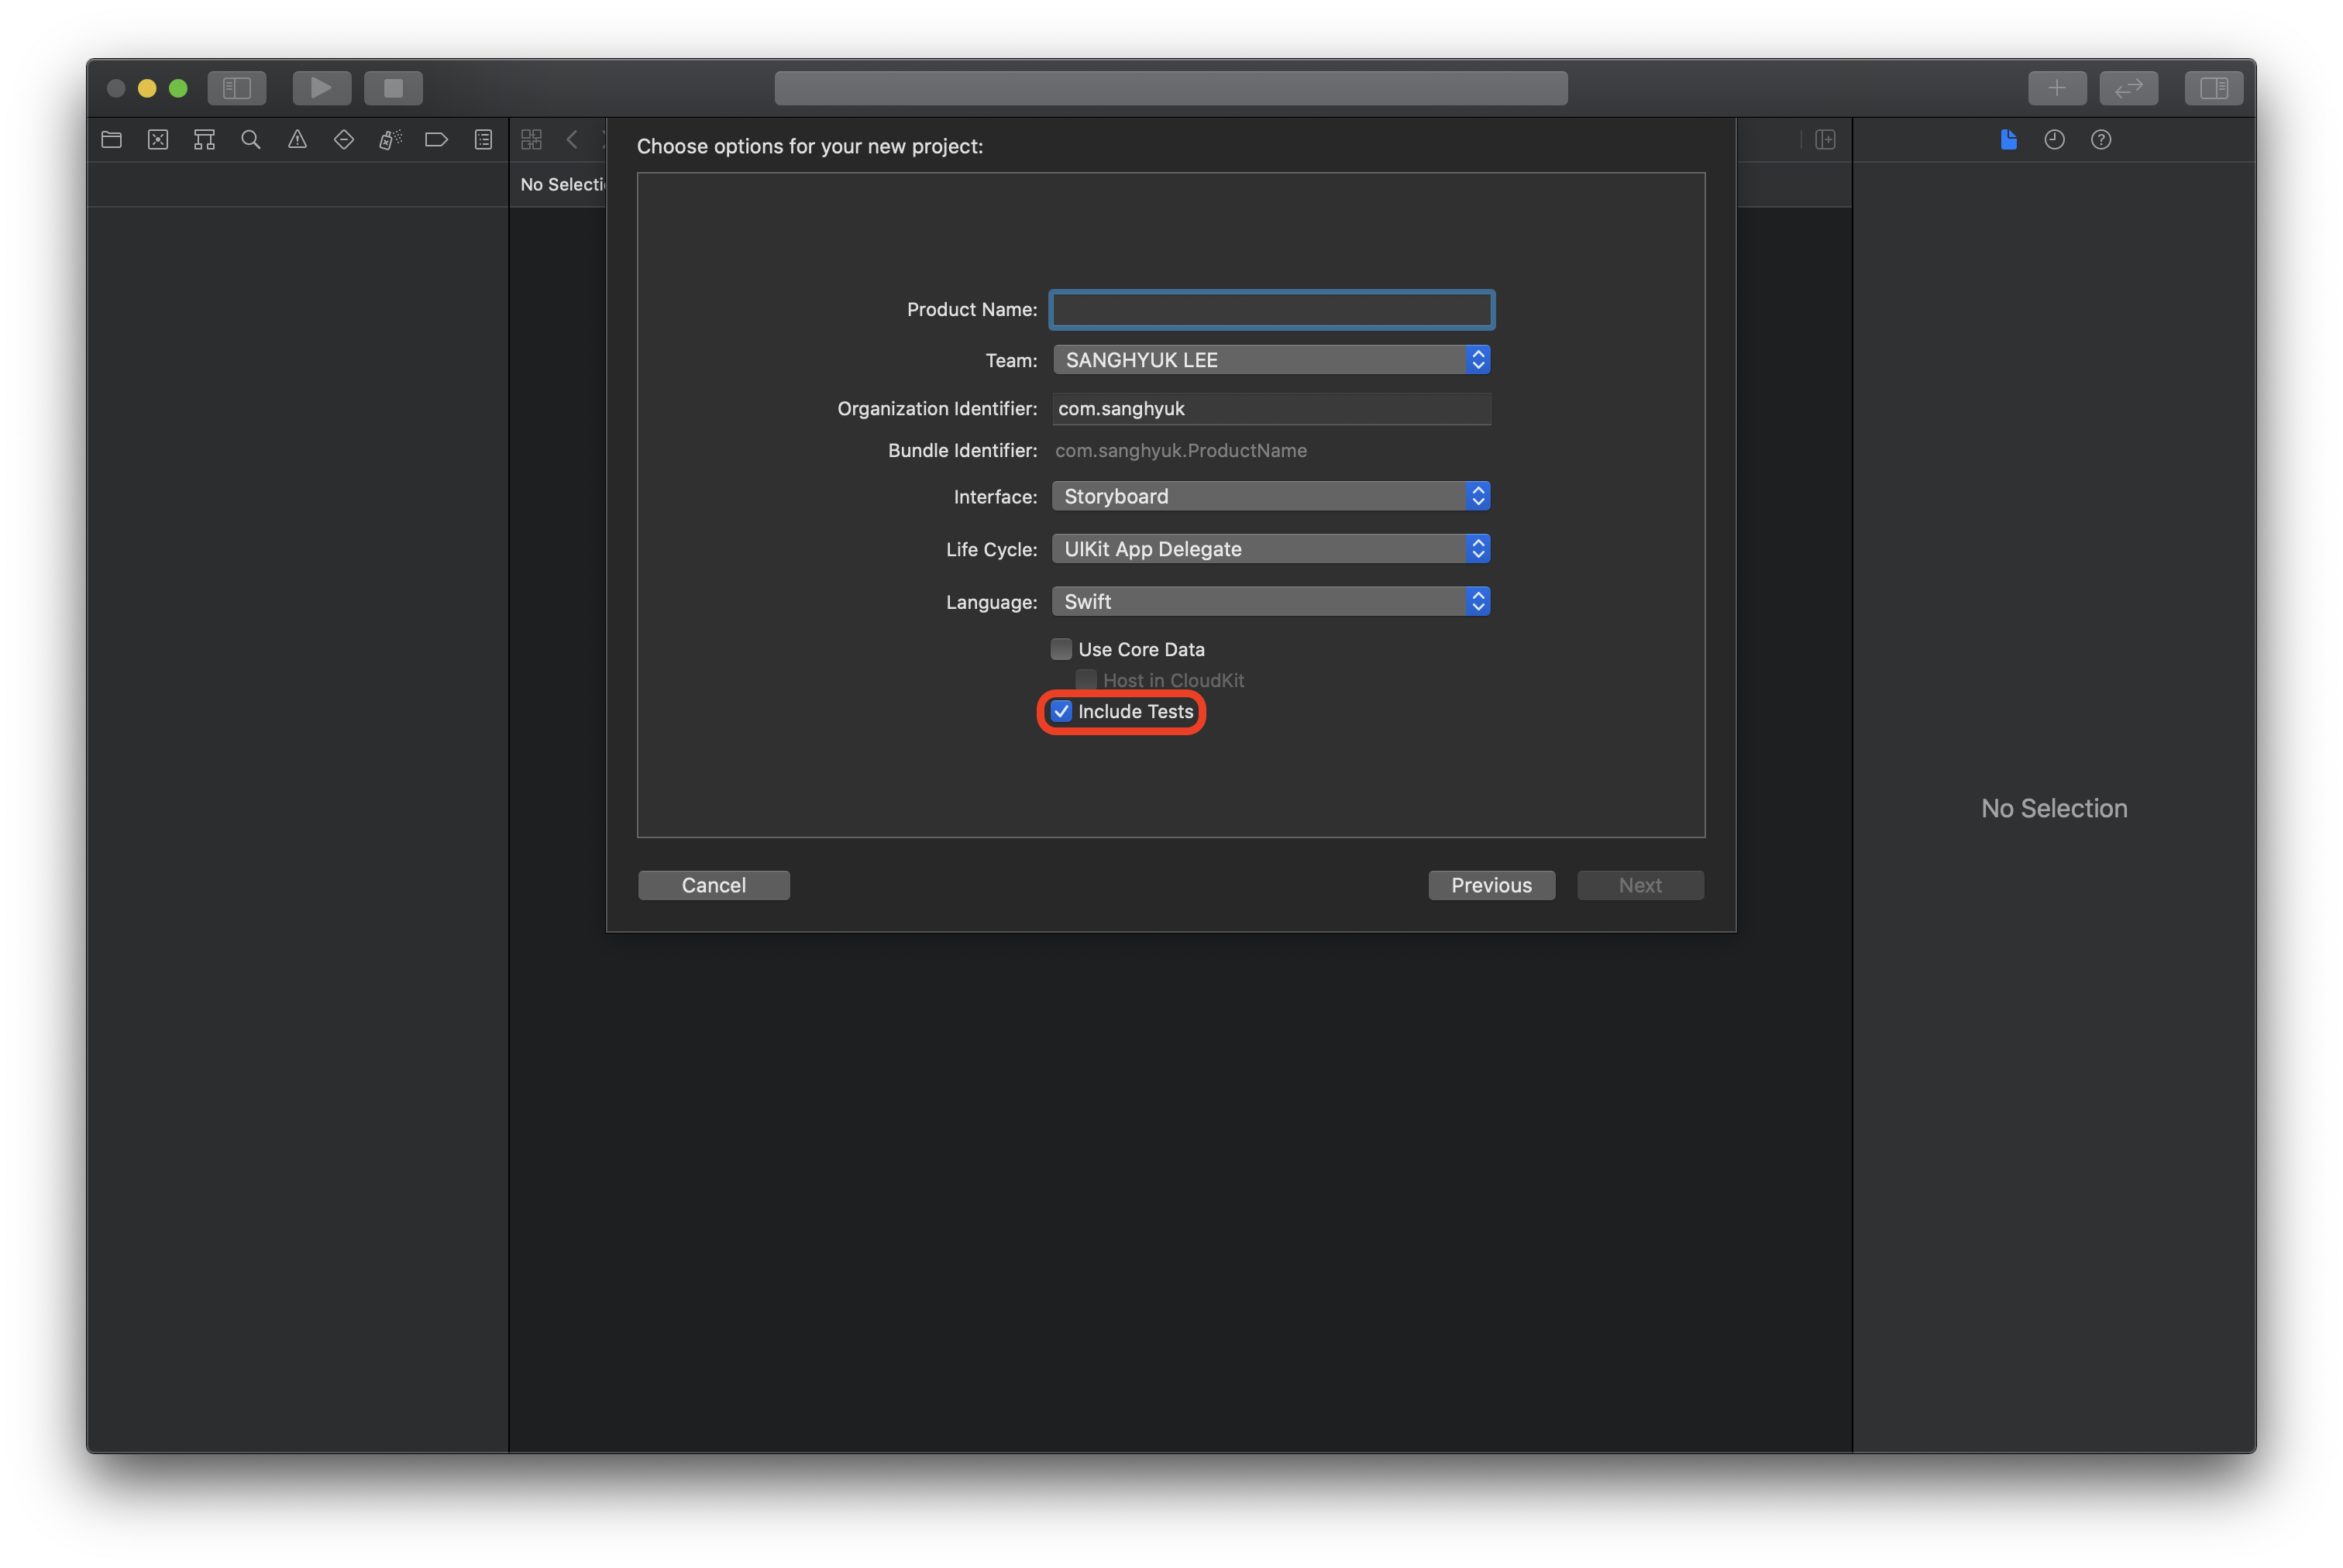 Choose options for your new project:
No Selectio
Product Name:
Team: SANGHYUK LEE
Organization Identifier: com.sanghyuk
Bundle Identifier: com.sanghyuk.ProductName
Interface: Storyboard
Life Cycle: UIKit App Delegate
Language: Swift
Use Core Data
Host in CloudKit
Include Tests
No Selection
Cancel Previous Next